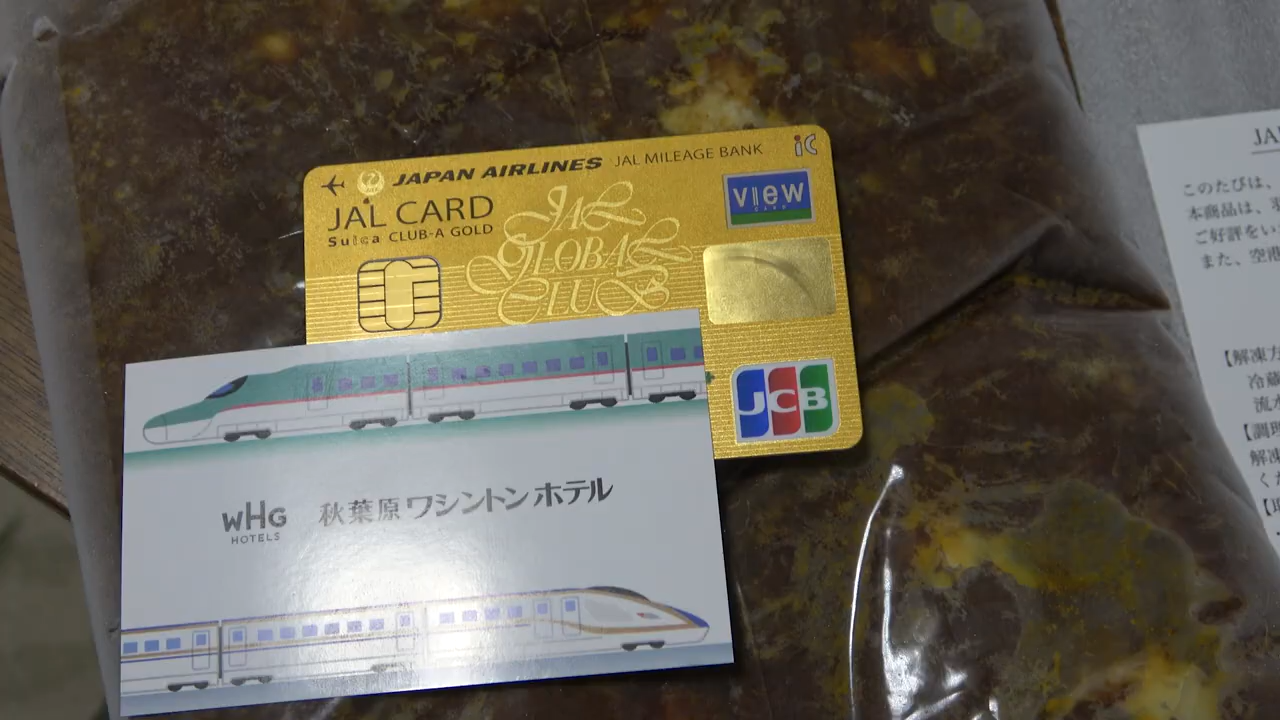 JAPAN AIRLINES JAL MILEAGE BANK
JAL CARD
Suica CLUB-A GOLD
JAL
GLOBAL
CLUB
VIEW
CARD
JCB
WHG
HOTELS
秋葉原ワシントンホテル
JA
このたびは、
本商品は、
ご好評をい
また、空港
【解凍方
冷蔵
流水
【調理
解凍
くだ